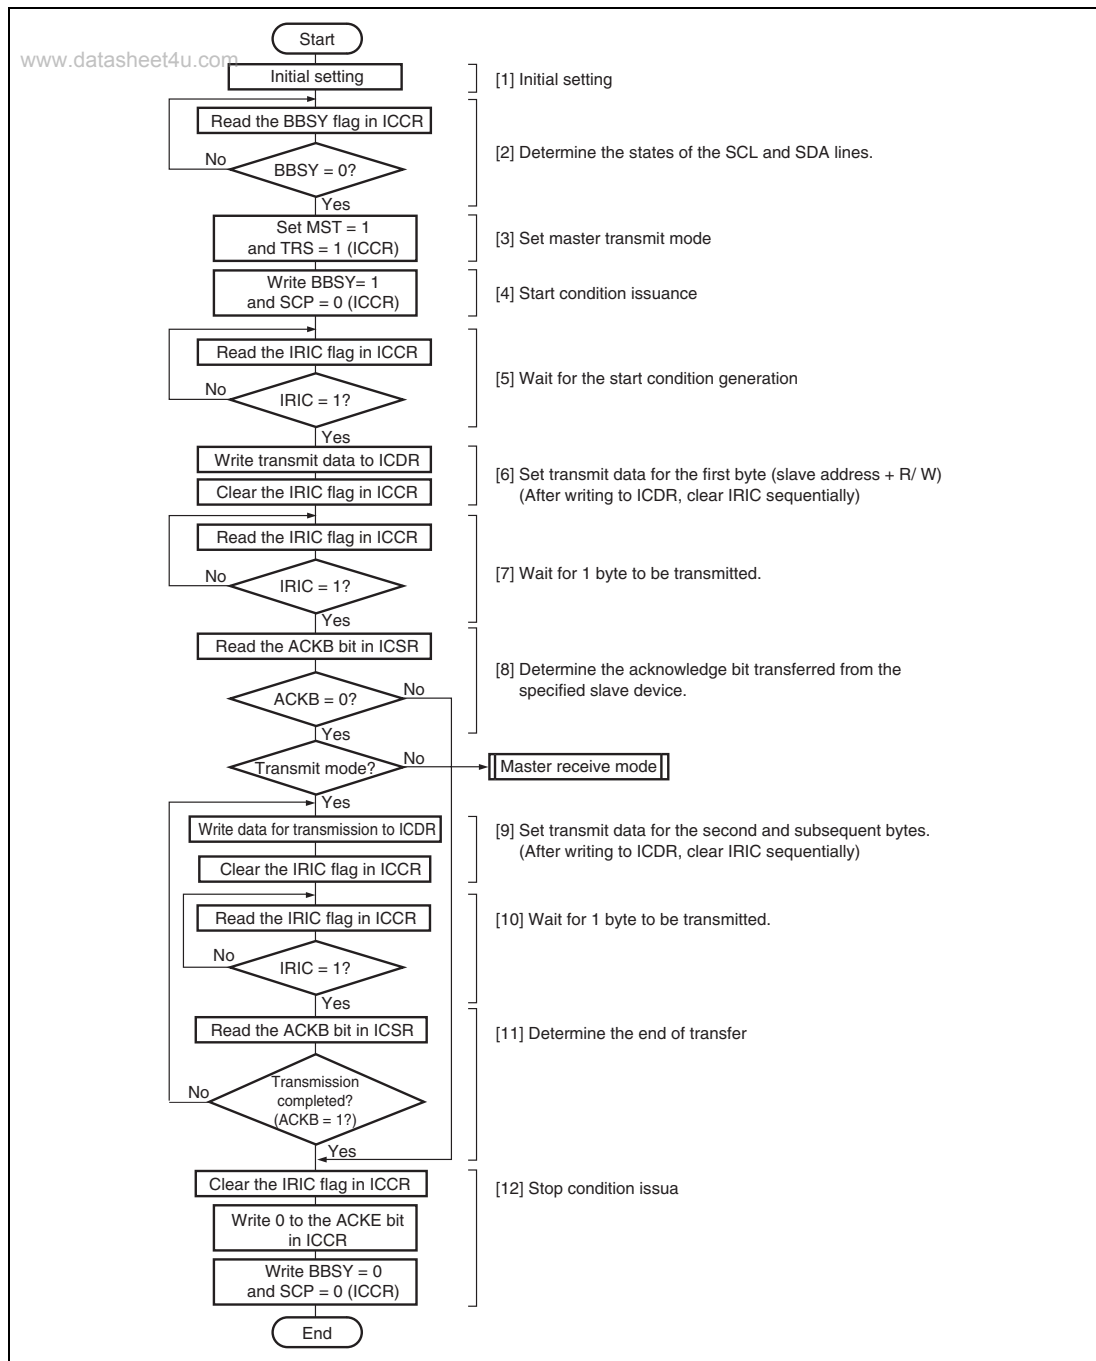 Start
www.datasheet4u.com
Initial setting
[1] Initial setting
Read the BBSY flag in ICCR
No
BBSY = 0?
[2] Determine the states of the SCL and SDA lines.
Yes
Set MST = 1
and TRS = 1 (ICCR)
[3] Set master transmit mode
Write BBSY= 1
and SCP = 0 (ICCR)
[4] Start condition issuance
Read the IRIC flag in ICCR
No
IRIC = 1?
[5] Wait for the start condition generation
Yes
Write transmit data to ICDR
Clear the IRIC flag in ICCR
[6] Set transmit data for the first byte (slave address + R/ W)
(After writing to ICDR, clear IRIC sequentially)
Read the IRIC flag in ICCR
No
IRIC = 1?
[7] Wait for 1 byte to be transmitted.
Yes
Read the ACKB bit in ICSR
[8] Determine the acknowledge bit transferred from the
specified slave device.
ACKB = 0?
No
Yes
Transmit mode?
No
Master receive mode
Yes
Write data for transmission to ICDR
Clear the IRIC flag in ICCR
[9] Set transmit data for the second and subsequent bytes.
(After writing to ICDR, clear IRIC sequentially)
Read the IRIC flag in ICCR
[10] Wait for 1 byte to be transmitted.
No
IRIC = 1?
Yes
Read the ACKB bit in ICSR
[11] Determine the end of transfer
No
Transmission
completed?
(ACKB = 1?)
Yes
Clear the IRIC flag in ICCR
[12] Stop condition issua
Write 0 to the ACKE bit
in ICCR
Write BBSY = 0
and SCP = 0 (ICCR)
End